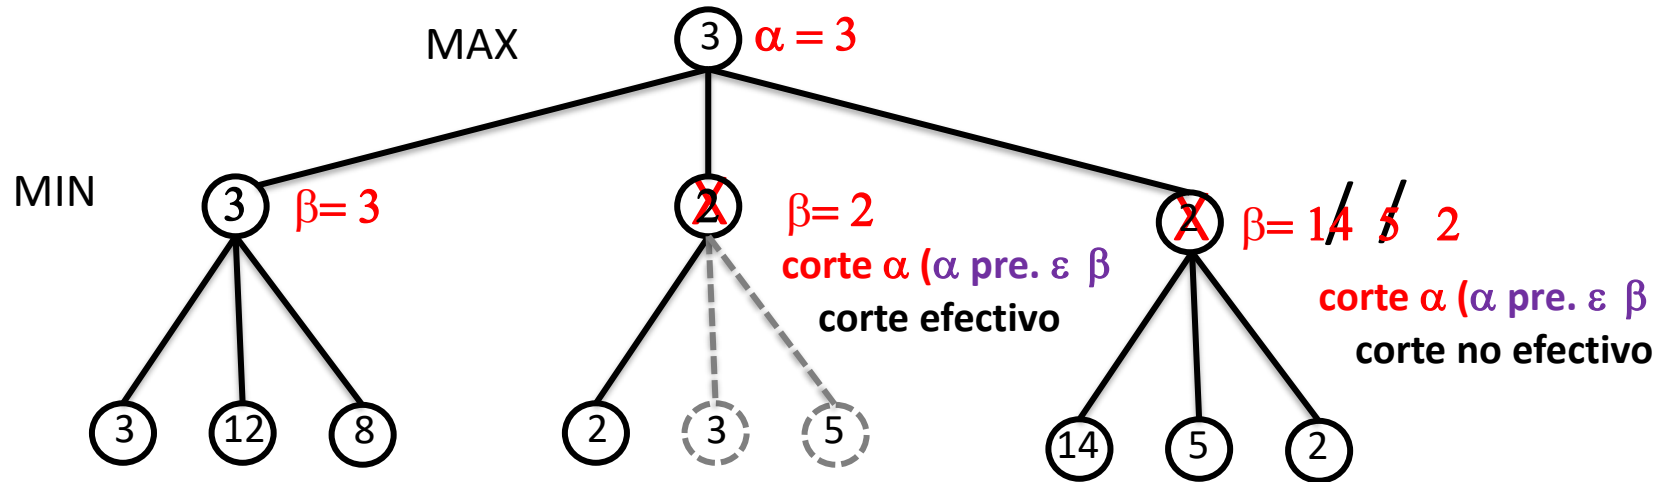 MAX
3 α = 3
MIN
3 β= 3
2 β= 2
2 β= 14 5 2
corte α (α pre. ε β
corte efectivo
corte α (α pre. ε β
corte no efectivo
3 12 8
2 3 5
14 5 2